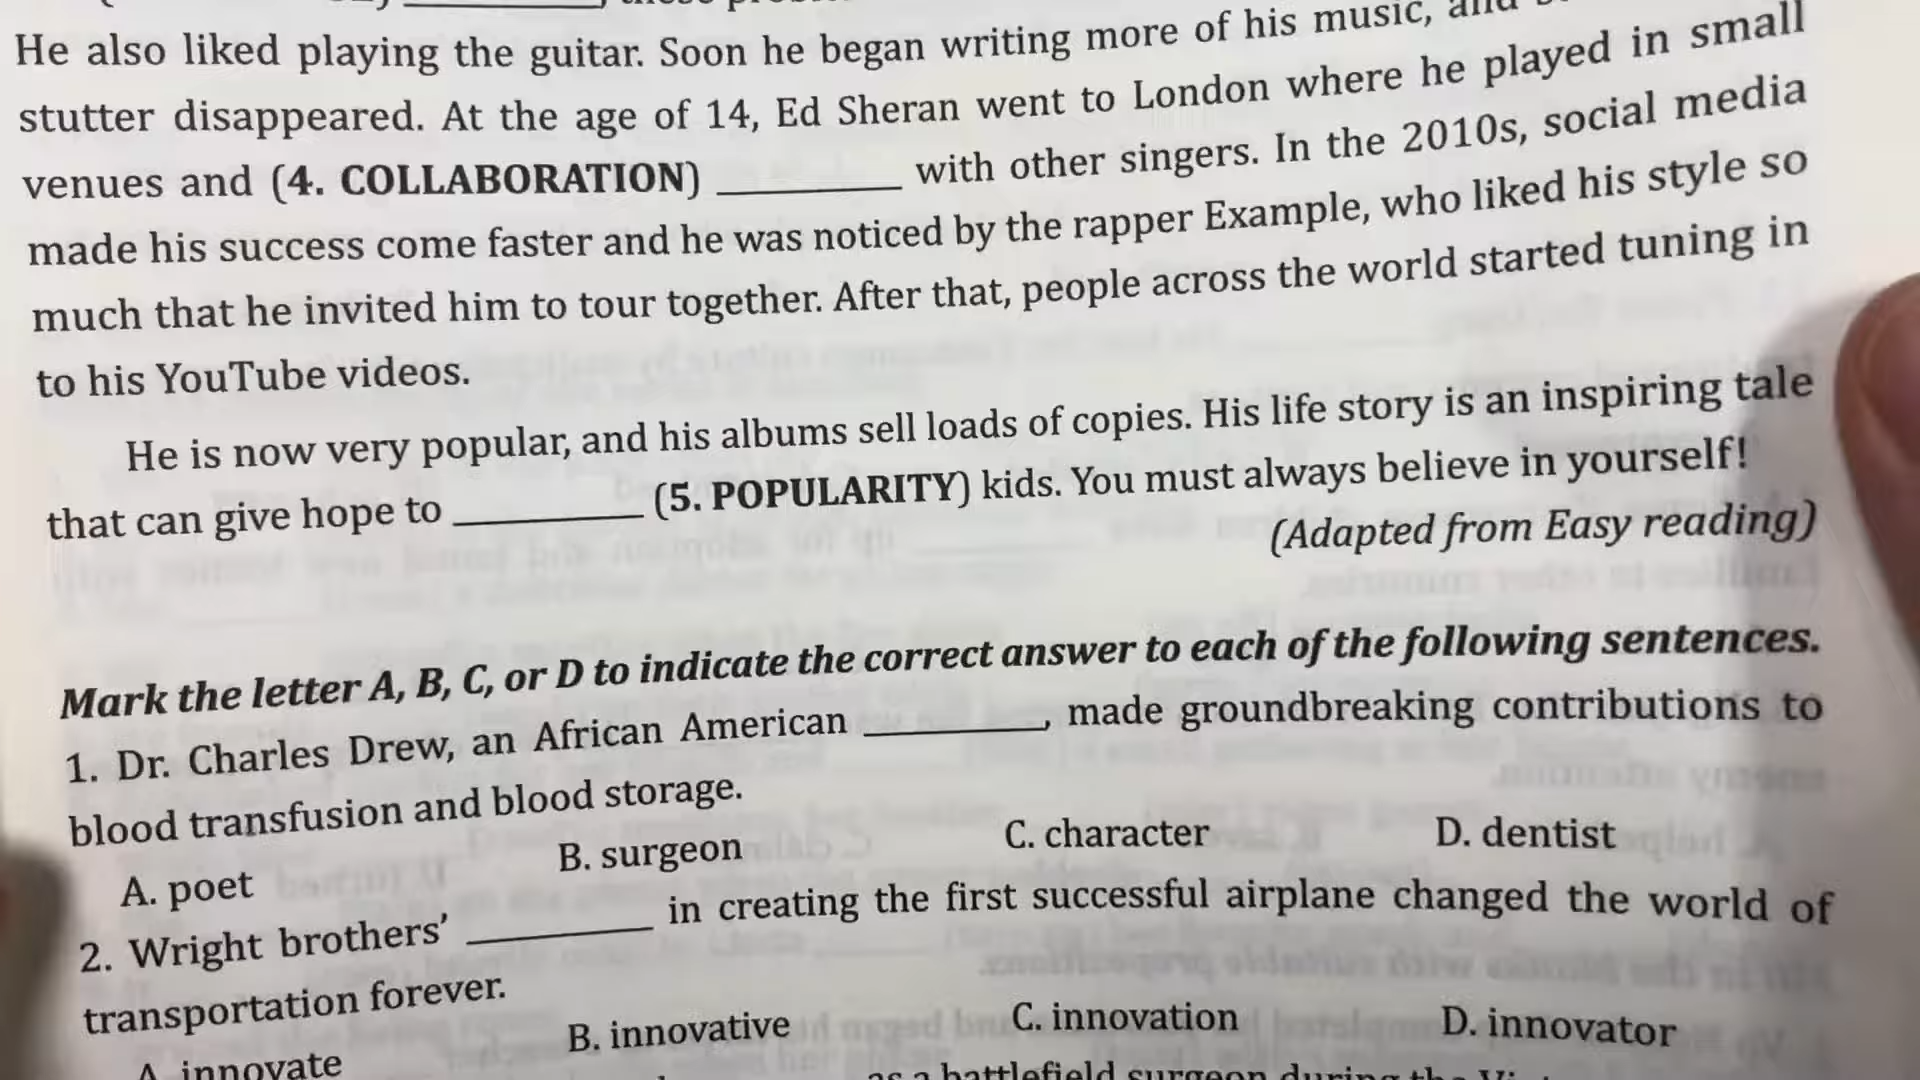 He also liked playing the guitar. Soon he began writing more of his music, and
stutter disappeared. At the age of 14, Ed Sheran went to London where he played in small
venues and (4. COLLABORATION) ________ with other singers. In the 2010s, social media
made his success come faster and he was noticed by the rapper Example, who liked his style so
much that he invited him to tour together. After that, people across the world started tuning in
to his YouTube videos.
He is now very popular, and his albums sell loads of copies. His life story is an inspiring tale
that can give hope to ________ (5. POPULARITY) kids. You must always believe in yourself!
(Adapted from Easy reading)
Mark the letter A, B, C, or D to indicate the correct answer to each of the following sentences.
1. Dr. Charles Drew, an African American ________, made groundbreaking contributions to
blood transfusion and blood storage.
A. poet B. surgeon C. character D. dentist
2. Wright brothers' ________ in creating the first successful airplane changed the world of
transportation forever.
A. innovate B. innovative C. innovation D. innovator
as a battlefield surgeon during the